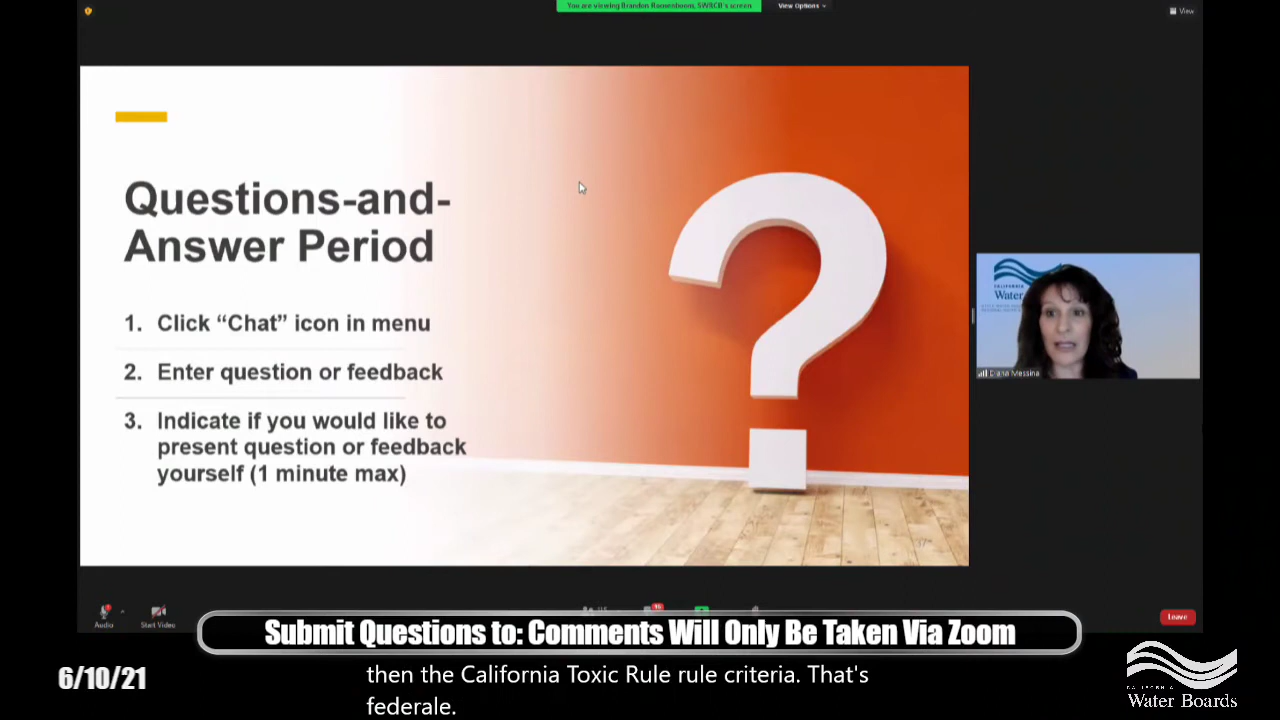 You are viewing Brandon Roosenboom, SWRCB's screen
View Options
View
Questions-and-
Answer Period
1. Click “Chat” icon in menu
2. Enter question or feedback
3. Indicate if you would like to
present question or feedback
yourself (1 minute max)
CALIFORNIA
Water
Diana Messina
Audio
Start Video
Leave
Submit Questions to: Comments Will Only Be Taken Via Zoom
6/10/21
then the California Toxic Rule rule criteria. That's
federale.
CALIFORNIA
Water Boards